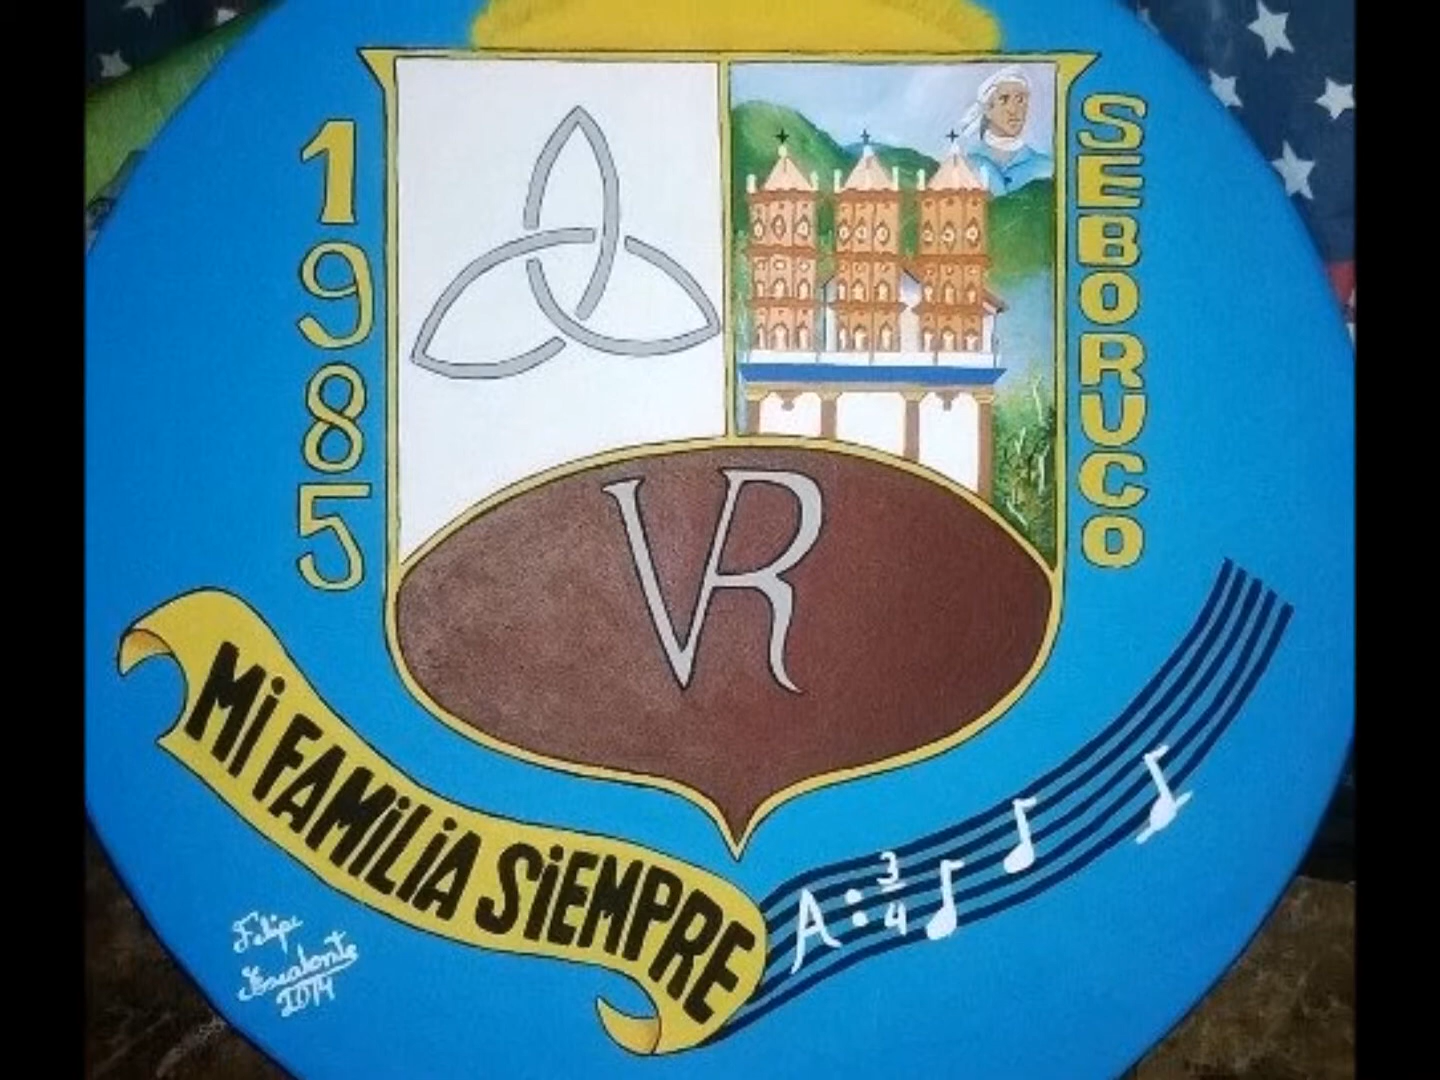 1985
SEBORUCO
VR
MI FAMILIA SIEMPRE
A: 3/4
Felipe
Escalante
2014